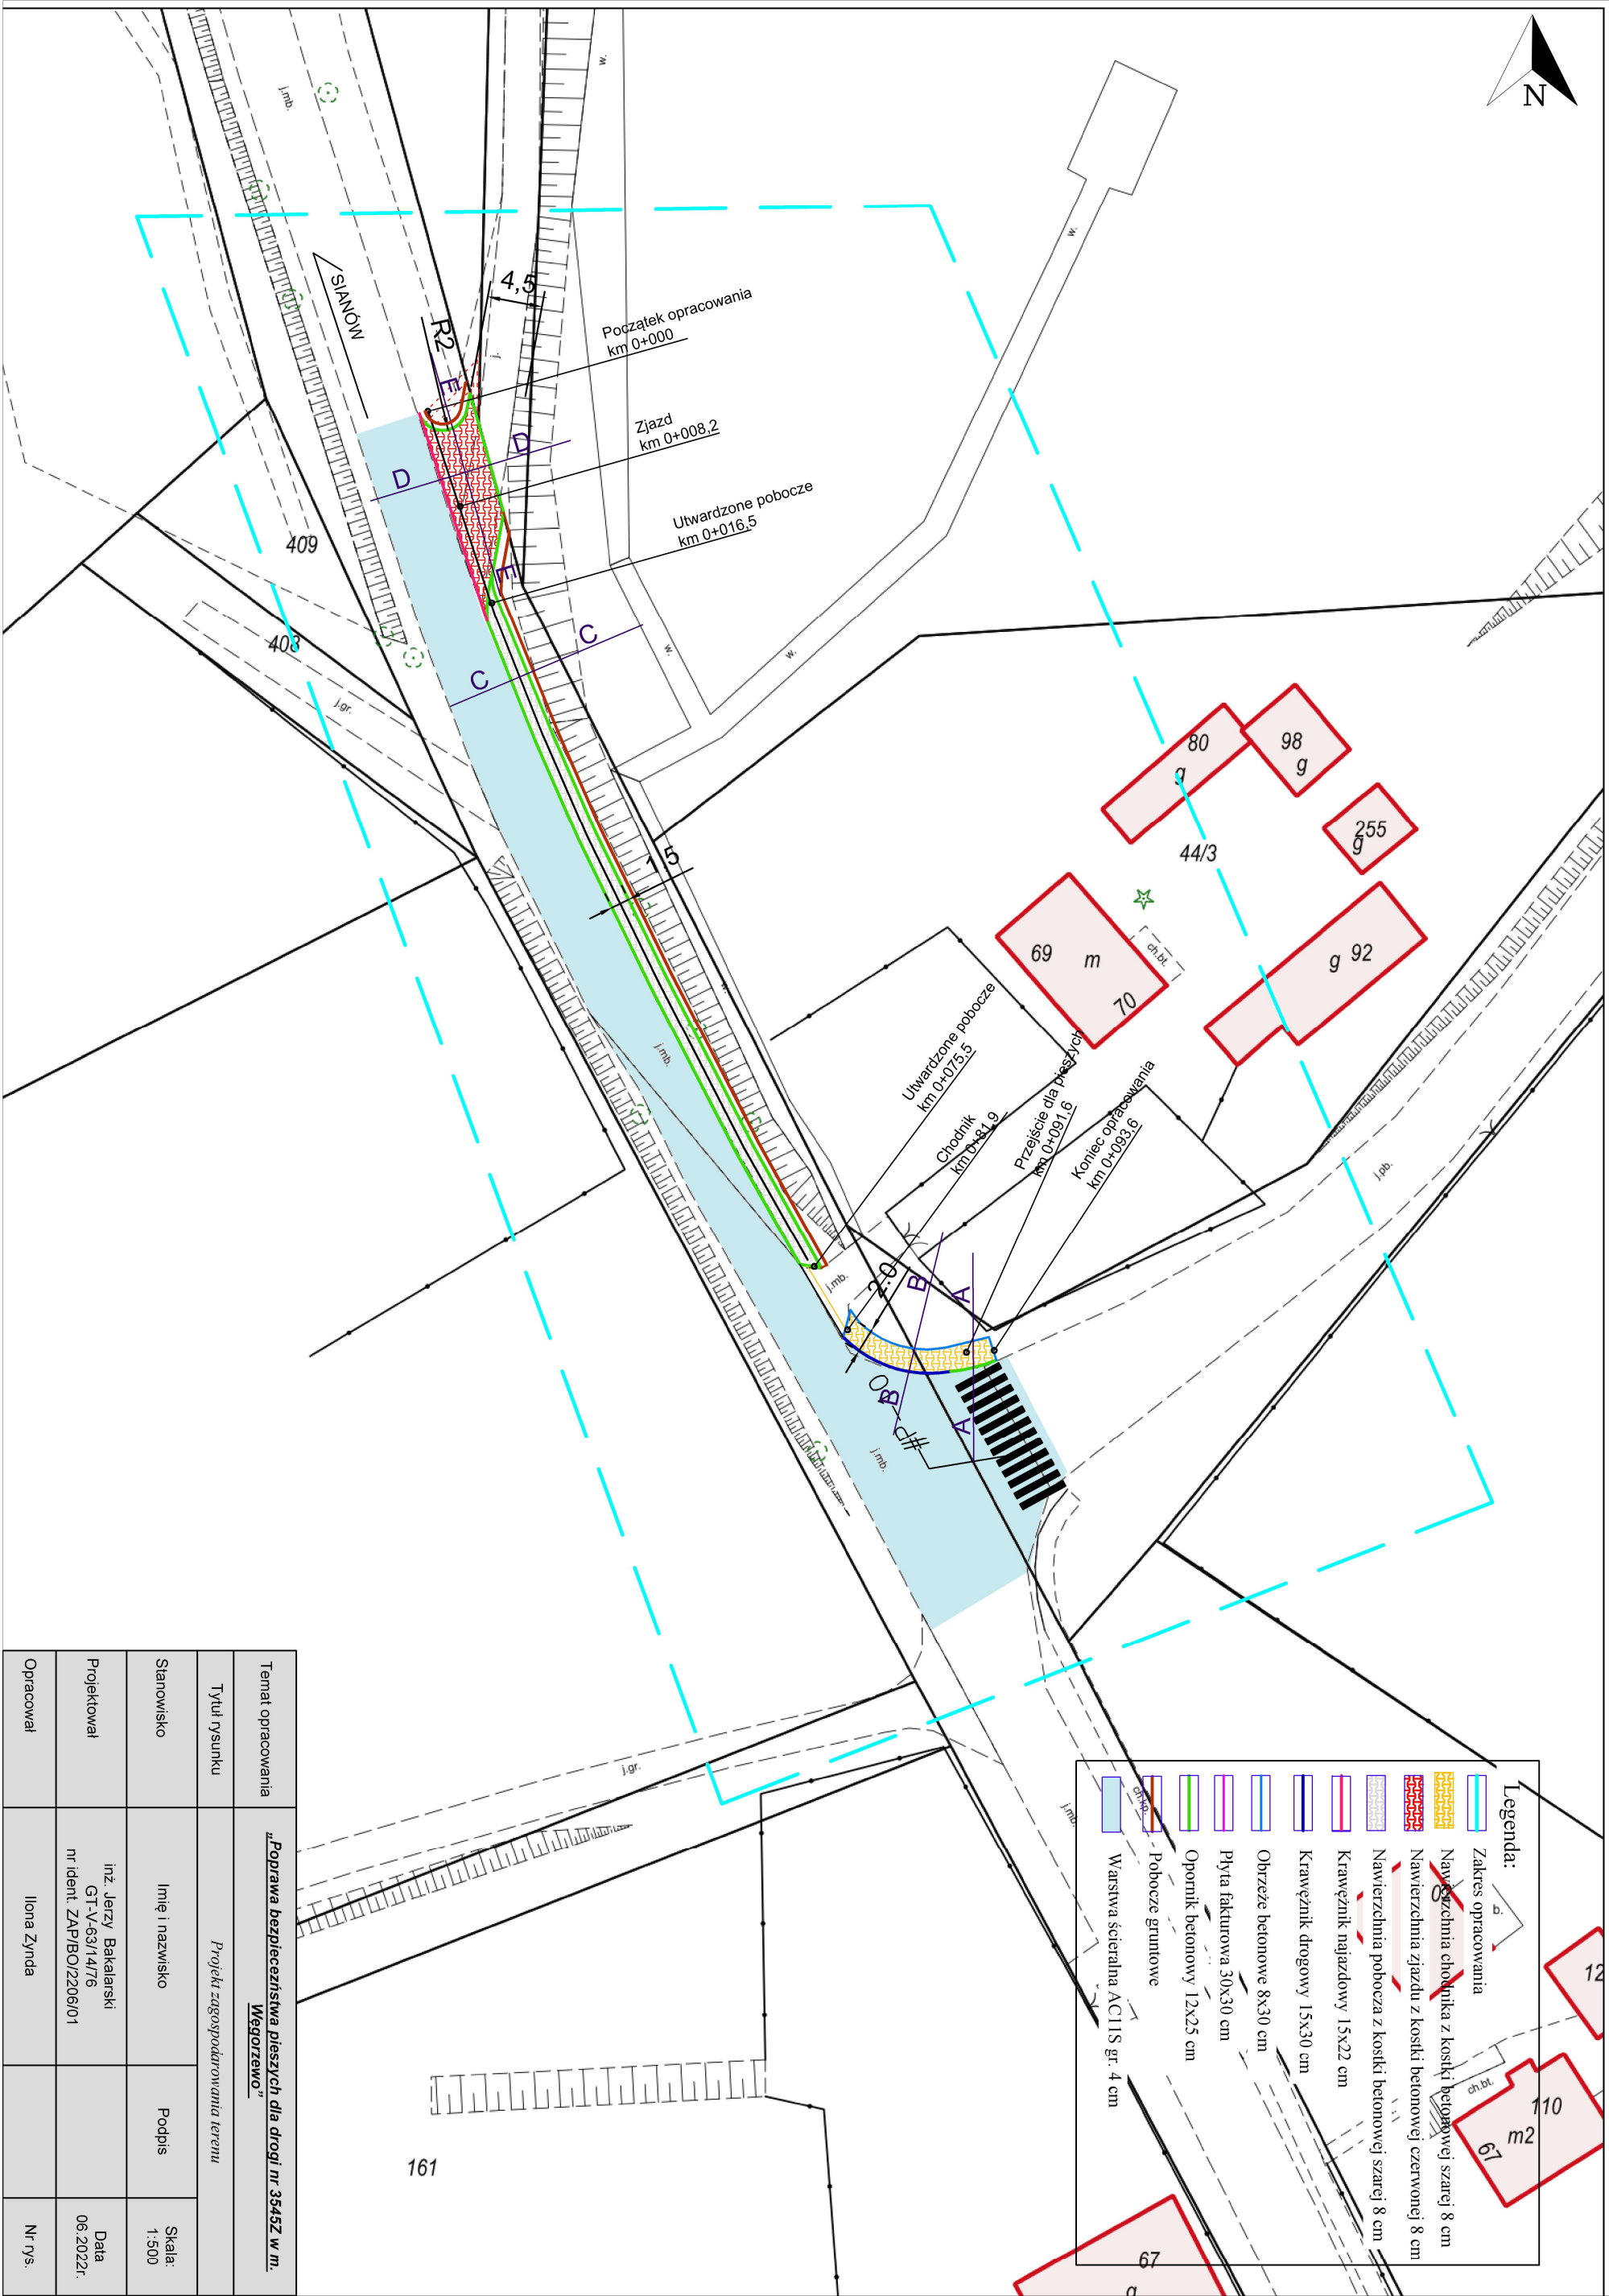 N
w.
j.mb.
w.
SIANÓW
4,5
R2
j.
Początek opracowania
km 0+000
E
Zjazd
km 0+008,2
D
D
Utwardzone pobocze
km 0+016,5
409
E
C
C
408
j.gr.
w.
w.
80
g
98
g
255
g
44/3
1,5
69
m
70
ch.bt.
g 92
w.
j.mb.
Utwardzone pobocze
km 0+075,5
Chodnik
km 0+81,9
Przejście dla pieszych
km 0+091,6
Koniec opracowania
km 0+093,6
j.pb.
j.mb.
2.0
B
A
B
A
#P-10
j.mb.
j.gr.
j.mb.
ch.kp.
Legenda:
Zakres opracowania
Nawierzchnia chodnika z kostki betonowej szarej 8 cm
Nawierzchnia zjazdu z kostki betonowej czerwonej 8 cm
Nawierzchnia pobocza z kostki betonowej szarej 8 cm
Krawężnik najazdowy 15x22 cm
Krawężnik drogowy 15x30 cm
Obrzeże betonowe 8x30 cm
Płyta fakturowa 30x30 cm
Opornik betonowy 12x25 cm
Pobocze gruntowe
Warstwa ścieralna AC11S gr. 4 cm
12
ch.bt.
110
m2
67
161
67
g
Temat opracowania
„Poprawa bezpieczeństwa pieszych dla drogi nr 3545Z w m.
Węgorzewo”
Tytuł rysunku
Projekt zagospodarowania terenu
Stanowisko
Imię i nazwisko
Podpis
Skala:
1:500
Projektował
inż. Jerzy Bakalarski
GT-V-63/14/76
nr ident. ZAP/BO/2206/01
Data
06.2022r.
Opracował
Ilona Zynda
Nr rys.